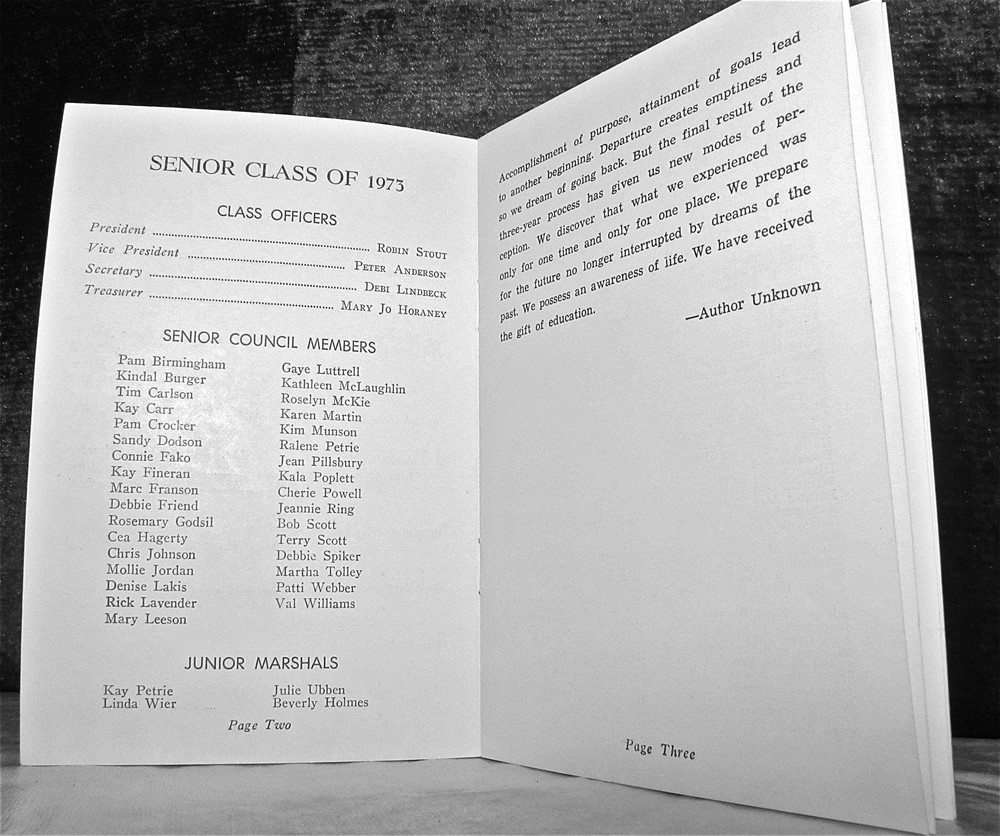 SENIOR CLASS OF 1973
CLASS OFFICERS
President ROBIN STOUT
Vice President PETER ANDERSON
Secretary DEBI LINDBECK
Treasurer MARY JO HORANEY
SENIOR COUNCIL MEMBERS
Pam Birmingham
Kindal Burger
Tim Carlson
Kay Carr
Pam Crocker
Sandy Dodson
Connie Fako
Kay Fineran
Marc Franson
Debbie Friend
Rosemary Godsil
Cea Hagerty
Chris Johnson
Mollie Jordan
Denise Lakis
Rick Lavender
Mary Leeson
Gaye Luttrell
Kathleen McLaughlin
Roselyn McKie
Karen Martin
Kim Munson
Ralene Petrie
Jean Pillsbury
Kala Poplett
Cherie Powell
Jeannie Ring
Bob Scott
Terry Scott
Debbie Spiker
Martha Tolley
Patti Webber
Val Williams
JUNIOR MARSHALS
Kay Petrie
Linda Wier
Julie Ubben
Beverly Holmes
Page Two
Accomplishment of purpose, attainment of goals lead
to another beginning. Departure creates emptiness and
so we dream of going back. But the final result of the
three-year process has given us new modes of per-
ception. We discover that what we experienced was
only for one time and only for one place. We prepare
for the future no longer interrupted by dreams of the
past. We possess an awareness of life. We have received
the gift of education.
—Author Unknown
Page Three